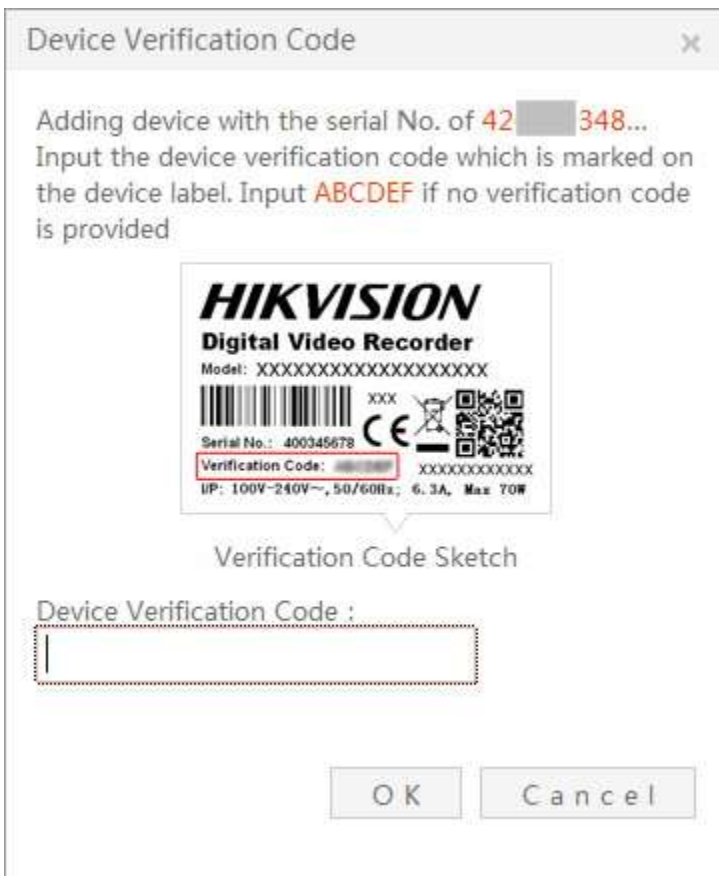 Device Verification Code ×
Adding device with the serial No. of 42 348...
Input the device verification code which is marked on
the device label. Input ABCDEF if no verification code
is provided
HIKVISION
Digital Video Recorder
Model: XXXXXXXXXXXXXXXXXXX
XXX
CE
Serial No.: 400345678
Verification Code:
XXXXXXXXXXXX
I/P: 100V-240V~,50/60Hz; 6.3A, Max 70W
Verification Code Sketch
Device Verification Code :
OK Cancel